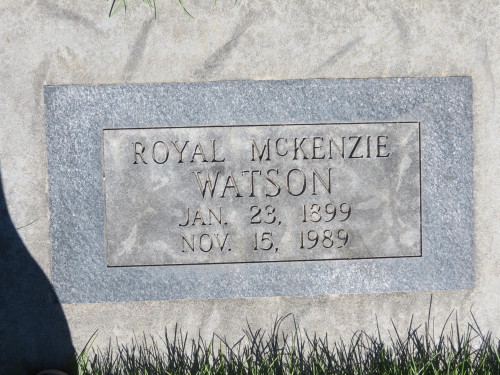 ROYAL McKENZIE
WATSON
JAN. 23, 1899
NOV. 15, 1989